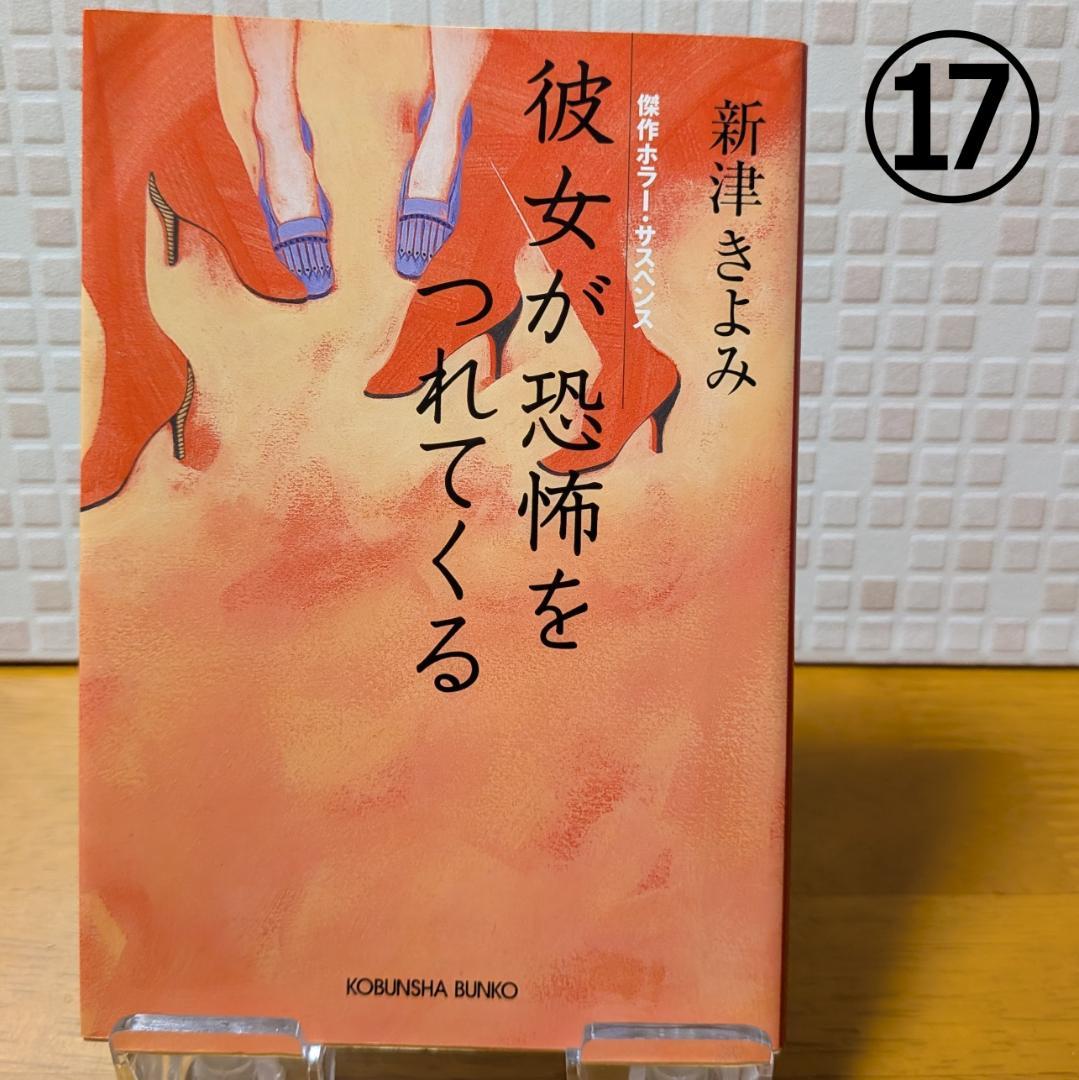 ⑰
新津きよみ
傑作ホラー・サスペンス
彼女が恐怖を
つれてくる
KOBUNSHA BUNKO